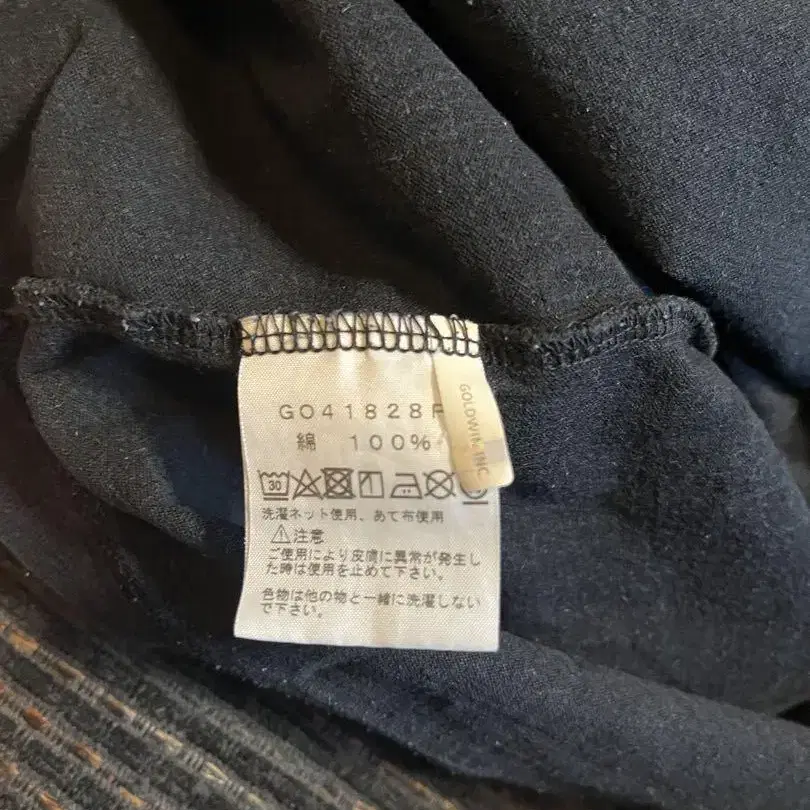 GO41828F
綿 100%
GOLDWIN INC.
30
洗濯ネット使用、あて布使用
⚠注意
ご使用により皮膚に異常が発生し
た時は使用を止めて下さい。
色物は他の物と一緒に洗濯しない
で下さい。